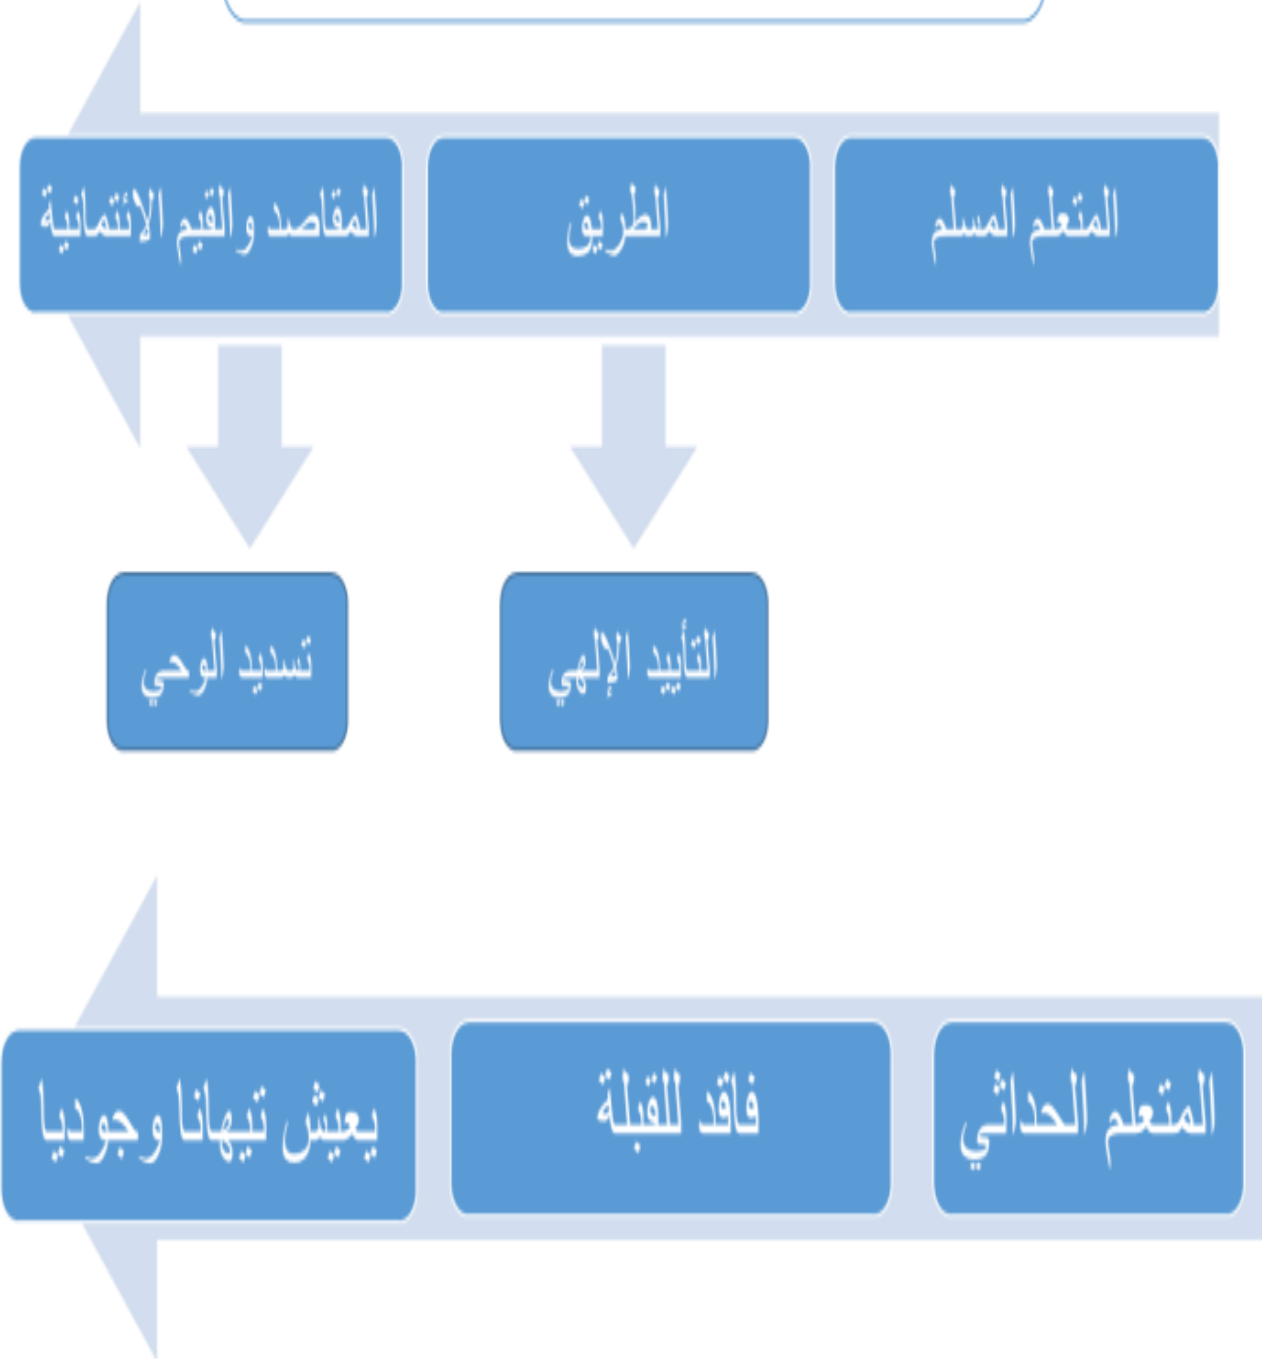 المتعلم المسلم
الطريق
المقاصد والقيم الائتمانية
التأييد الإلهي
تسديد الوحي
المتعلم الحداثي
فاقد للقبلة
يعيش تيهانا وجوديا